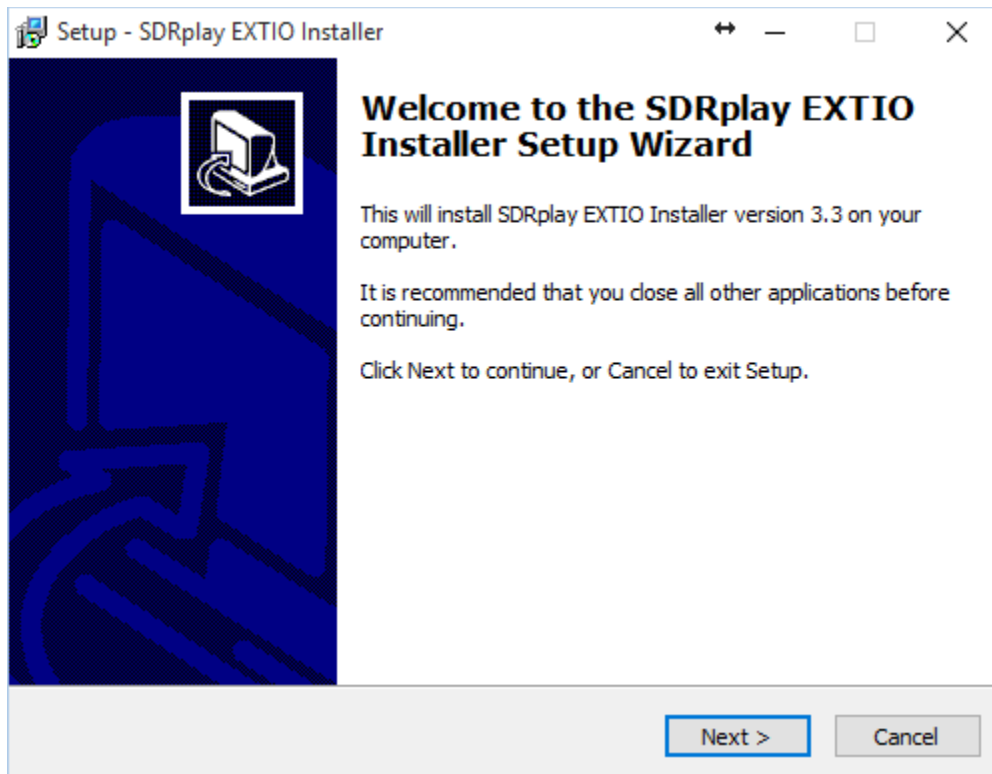 Setup - SDRplay EXTIO Installer
Welcome to the SDRplay EXTIO
Installer Setup Wizard
This will install SDRplay EXTIO Installer version 3.3 on your
computer.
It is recommended that you close all other applications before
continuing.
Click Next to continue, or Cancel to exit Setup.
Next >
Cancel